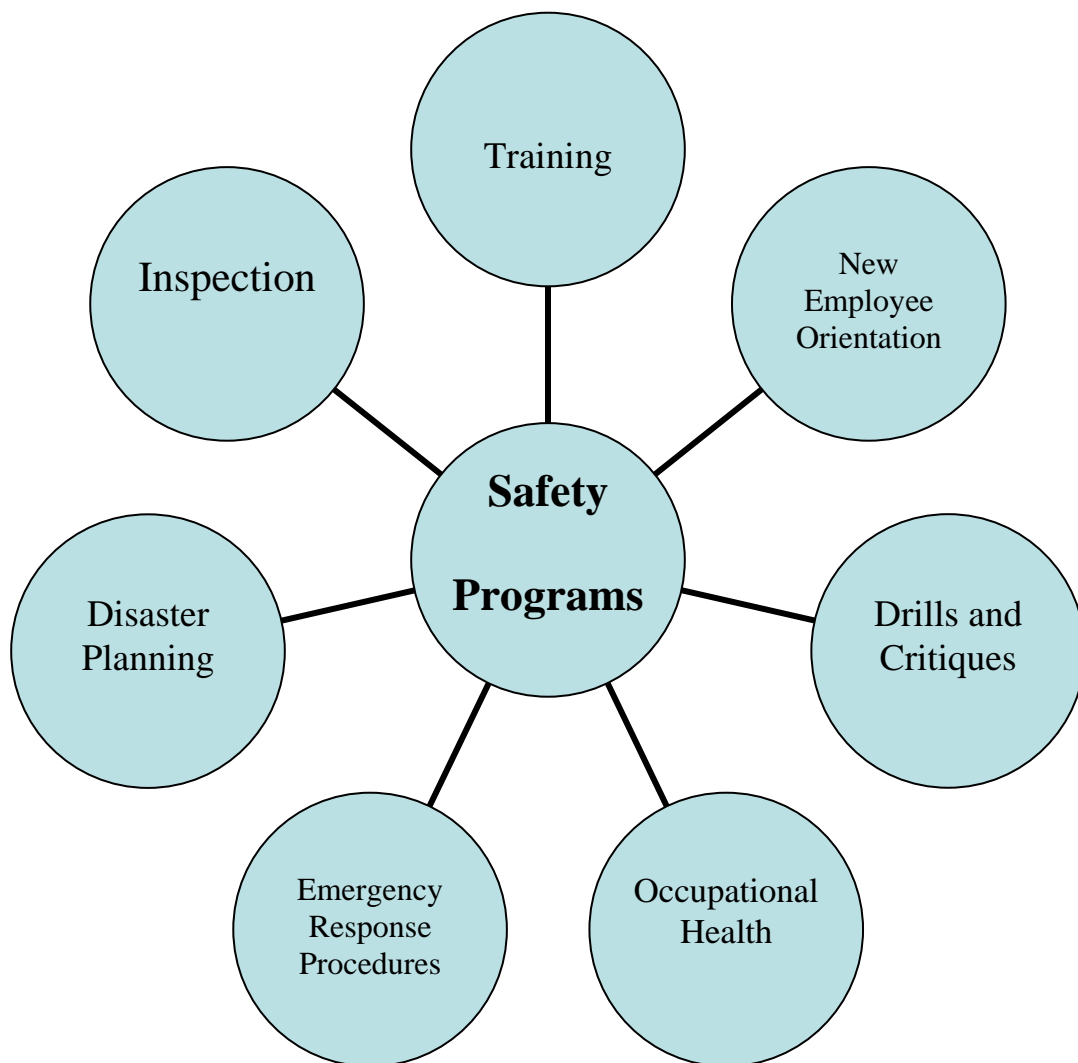 Training
Inspection
New
Employee
Orientation
Safety
Programs
Disaster
Planning
Drills and
Critiques
Emergency
Response
Procedures
Occupational
Health